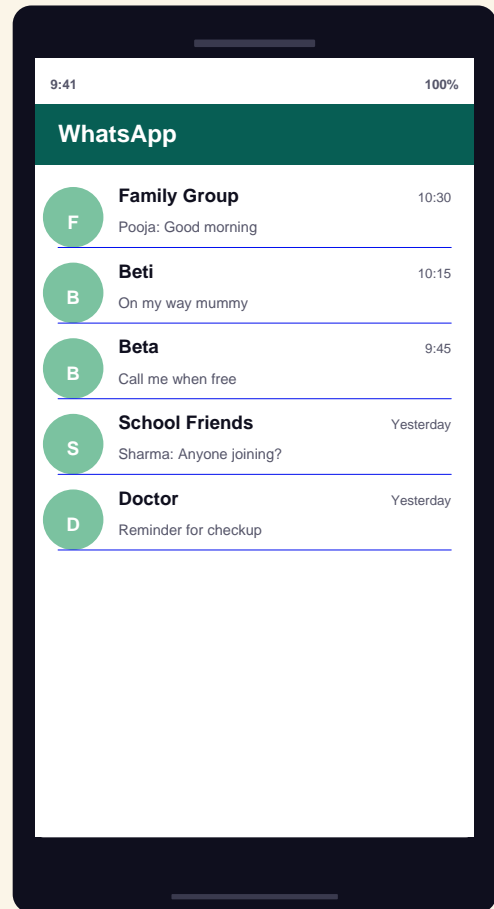 9:41 100%
WhatsApp
F
Family Group 10:30
Pooja: Good morning
B
Beti 10:15
On my way mummy
B
Beta 9:45
Call me when free
S
School Friends Yesterday
Sharma: Anyone joining?
D
Doctor Yesterday
Reminder for checkup